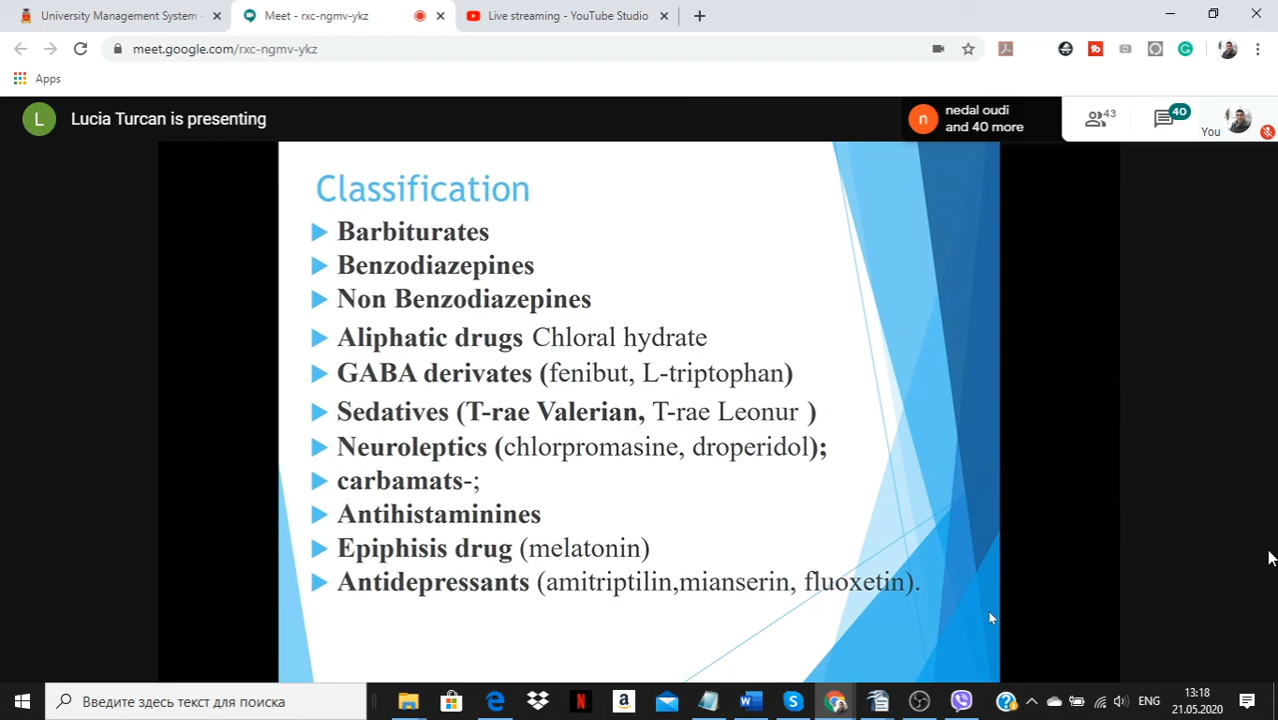 University Management System -
Meet - rxc-ngmv-ykz
Live streaming - YouTube Studio
meet.google.com/rxc-ngmv-ykz
Apps
L
Lucia Turcan is presenting
n
nedal oudi
and 40 more
43
40
You
Classification
Barbiturates
Benzodiazepines
Non Benzodiazepines
Aliphatic drugs Chloral hydrate
GABA derivates (fenibut, L-triptophan)
Sedatives (T-rae Valerian, T-rae Leonur )
Neuroleptics (chlorpromasine, droperidol);
carbamats-;
Antihistaminines
Epiphisis drug (melatonin)
Antidepressants (amitriptilin,mianserin, fluoxetin).
Введите здесь текст для поиска
ENG
13:18
21.05.2020